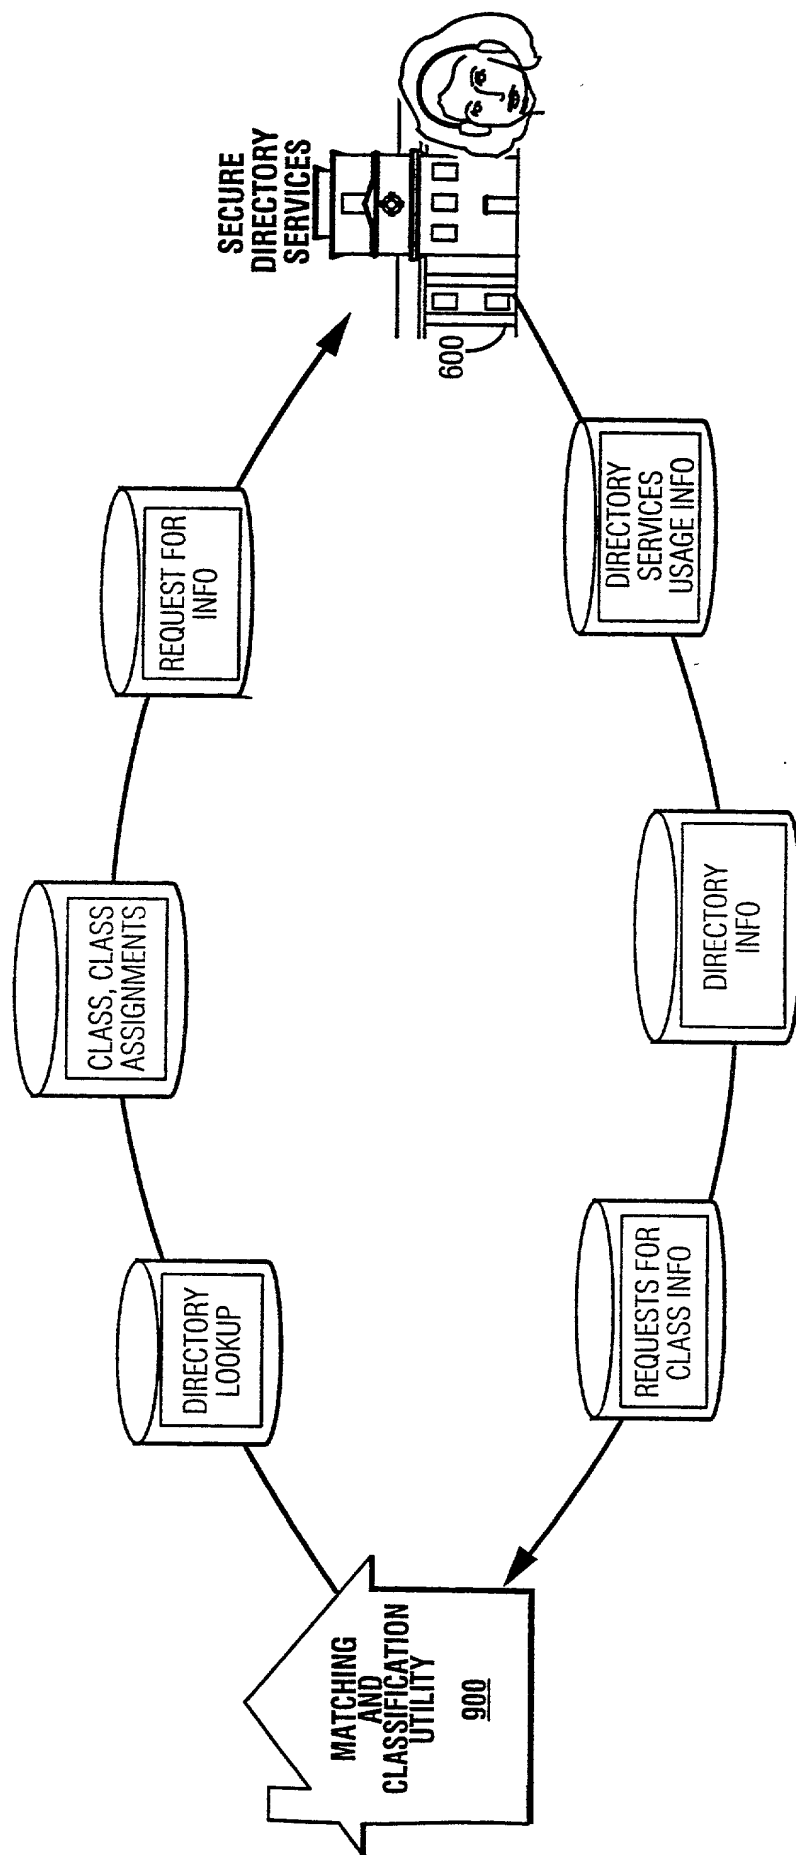 SECURE
DIRECTORY
SERVICES
600
REQUEST FOR
INFO
CLASS, CLASS
ASSIGNMENTS
DIRECTORY
LOOKUP
MATCHING
AND
CLASSIFICATION
UTILITY
900
REQUESTS FOR
CLASS INFO
DIRECTORY
INFO
DIRECTORY
SERVICES
USAGE INFO